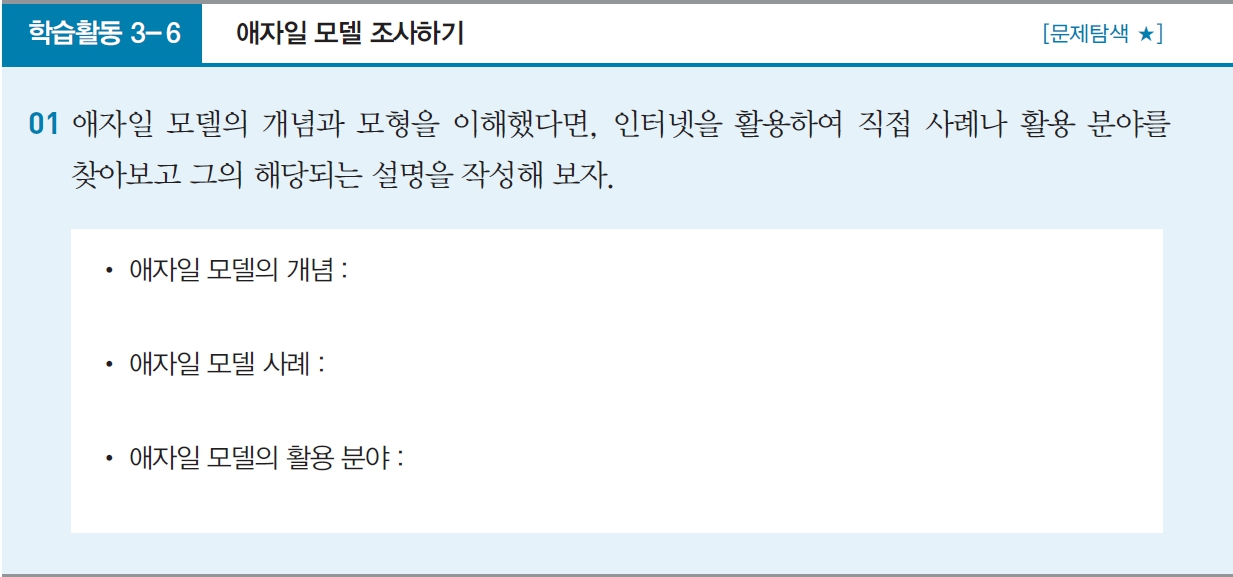 학습활동 3-6 애자일 모델 조사하기 [문제탐색 ★]
01 애자일 모델의 개념과 모형을 이해했다면, 인터넷을 활용하여 직접 사례나 활용 분야를
찾아보고 그의 해당되는 설명을 작성해 보자.
• 애자일 모델의 개념 :
• 애자일 모델 사례 :
• 애자일 모델의 활용 분야 :